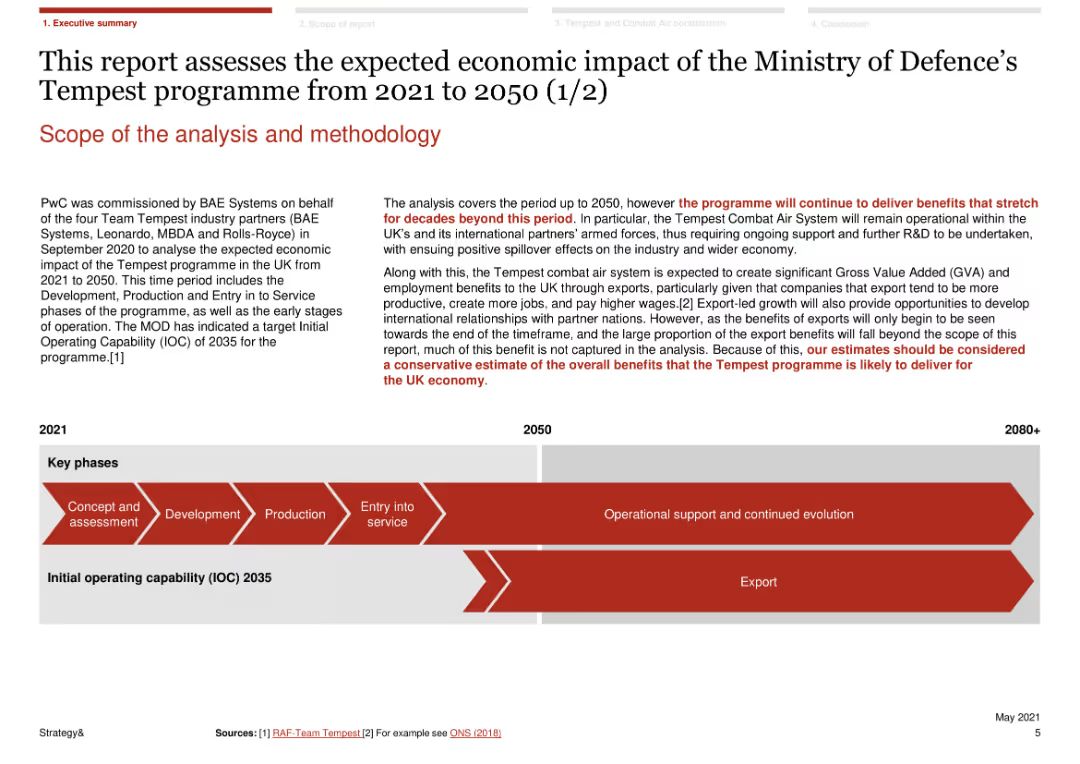 1. Executive summary
2. Scope of report
3. Tempest and Combat Air
4.
This report assesses the expected economic impact of the Ministry of Defence’s
Tempest programme from 2021 to 2050 (1/2)
Scope of the analysis and methodology
PwC was commissioned by BAE Systems on behalf
of the four Team Tempest industry partners (BAE
Systems, Leonardo, MBDA and Rolls-Royce) in
September 2020 to analyse the expected economic
impact of the Tempest programme in the UK from
2021 to 2050. This time period includes the
Development, Production and Entry in to Service
phases of the programme, as well as the early stages
of operation. The MOD has indicated a target Initial
Operating Capability (IOC) of 2035 for the
programme.[1]
The analysis covers the period up to 2050, however the programme will continue to deliver benefits that stretch
for decades beyond this period. In particular, the Tempest Combat Air System will remain operational within the
UK’s and its international partners’ armed forces, thus requiring ongoing support and further R&D to be undertaken,
with ensuing positive spillover effects on the industry and wider economy.
Along with this, the Tempest combat air system is expected to create significant Gross Value Added (GVA) and
employment benefits to the UK through exports, particularly given that companies that export tend to be more
productive, create more jobs, and pay higher wages.[2] Export-led growth will also provide opportunities to develop
international relationships with partner nations. However, as the benefits of exports will only begin to be seen
towards the end of the timeframe, and the large proportion of the export benefits will fall beyond the scope of this
report, much of this benefit is not captured in the analysis. Because of this, our estimates should be considered
a conservative estimate of the overall benefits that the Tempest programme is likely to deliver for
the UK economy.
2021
2050
2080+
Key phases
Concept and
assessment
Development
Production
Entry into
service
Operational support and continued evolution
Initial operating capability (IOC) 2035
Export
May 2021
Strategy&
Sources: [1] RAF-Team Tempest [2] For example see ONS (2018)
5